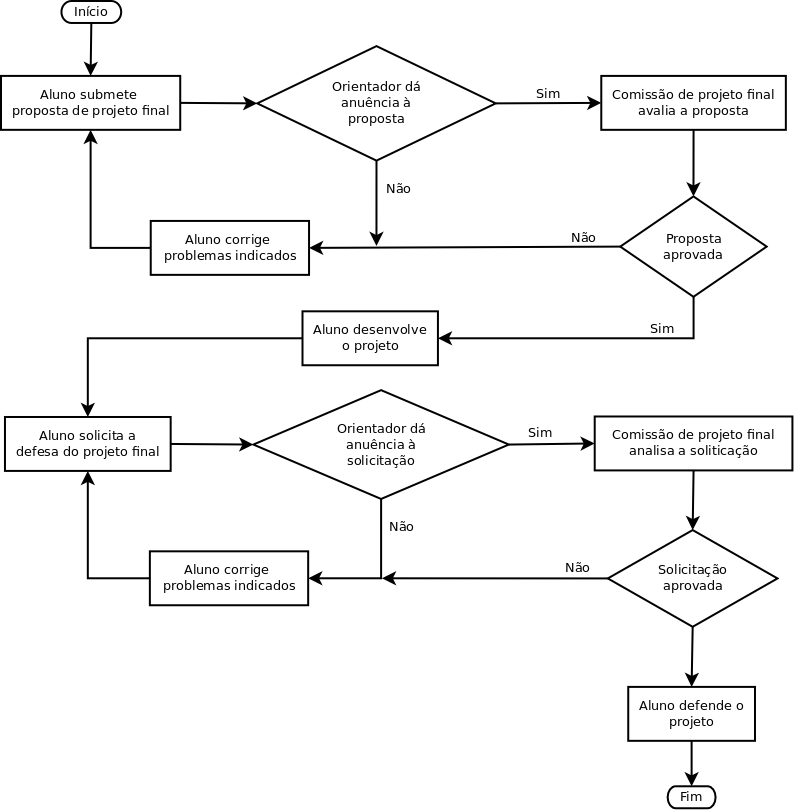 Início
Aluno submete
proposta de projeto final
Orientador dá
anuência à
proposta
Sim
Comissão de projeto final
avalia a proposta
Não
Aluno corrige
problemas indicados
Não
Proposta
aprovada
Sim
Aluno desenvolve
o projeto
Aluno solicita a
defesa do projeto final
Orientador dá
anuência à
solicitação
Sim
Comissão de projeto final
analisa a soliticação
Não
Aluno corrige
problemas indicados
Não
Solicitação
aprovada
Aluno defende o
projeto
Fim